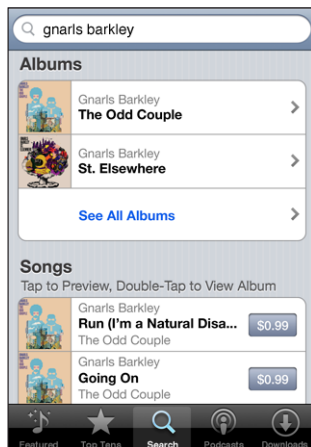 gnarls barkley
Albums
Gnarls Barkley
The Odd Couple
Gnarls Barkley
St. Elsewhere
See All Albums
Songs
Tap to Preview, Double-Tap to View Album
Gnarls Barkley
Run (I'm a Natural Disa...
$0.99
The Odd Couple
Gnarls Barkley
Going On
$0.99
The Odd Couple
Featured Top Tens Search Podcasts Downloads